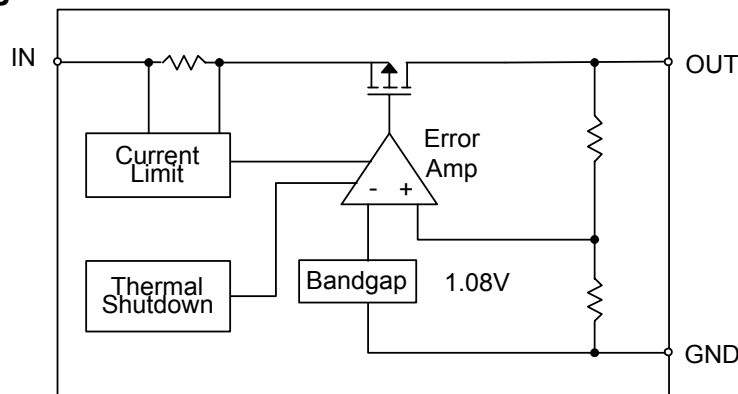 IN
OUT
Current
Limit
Error
Amp
- +
Thermal
Shutdown
Bandgap
1.08V
GND